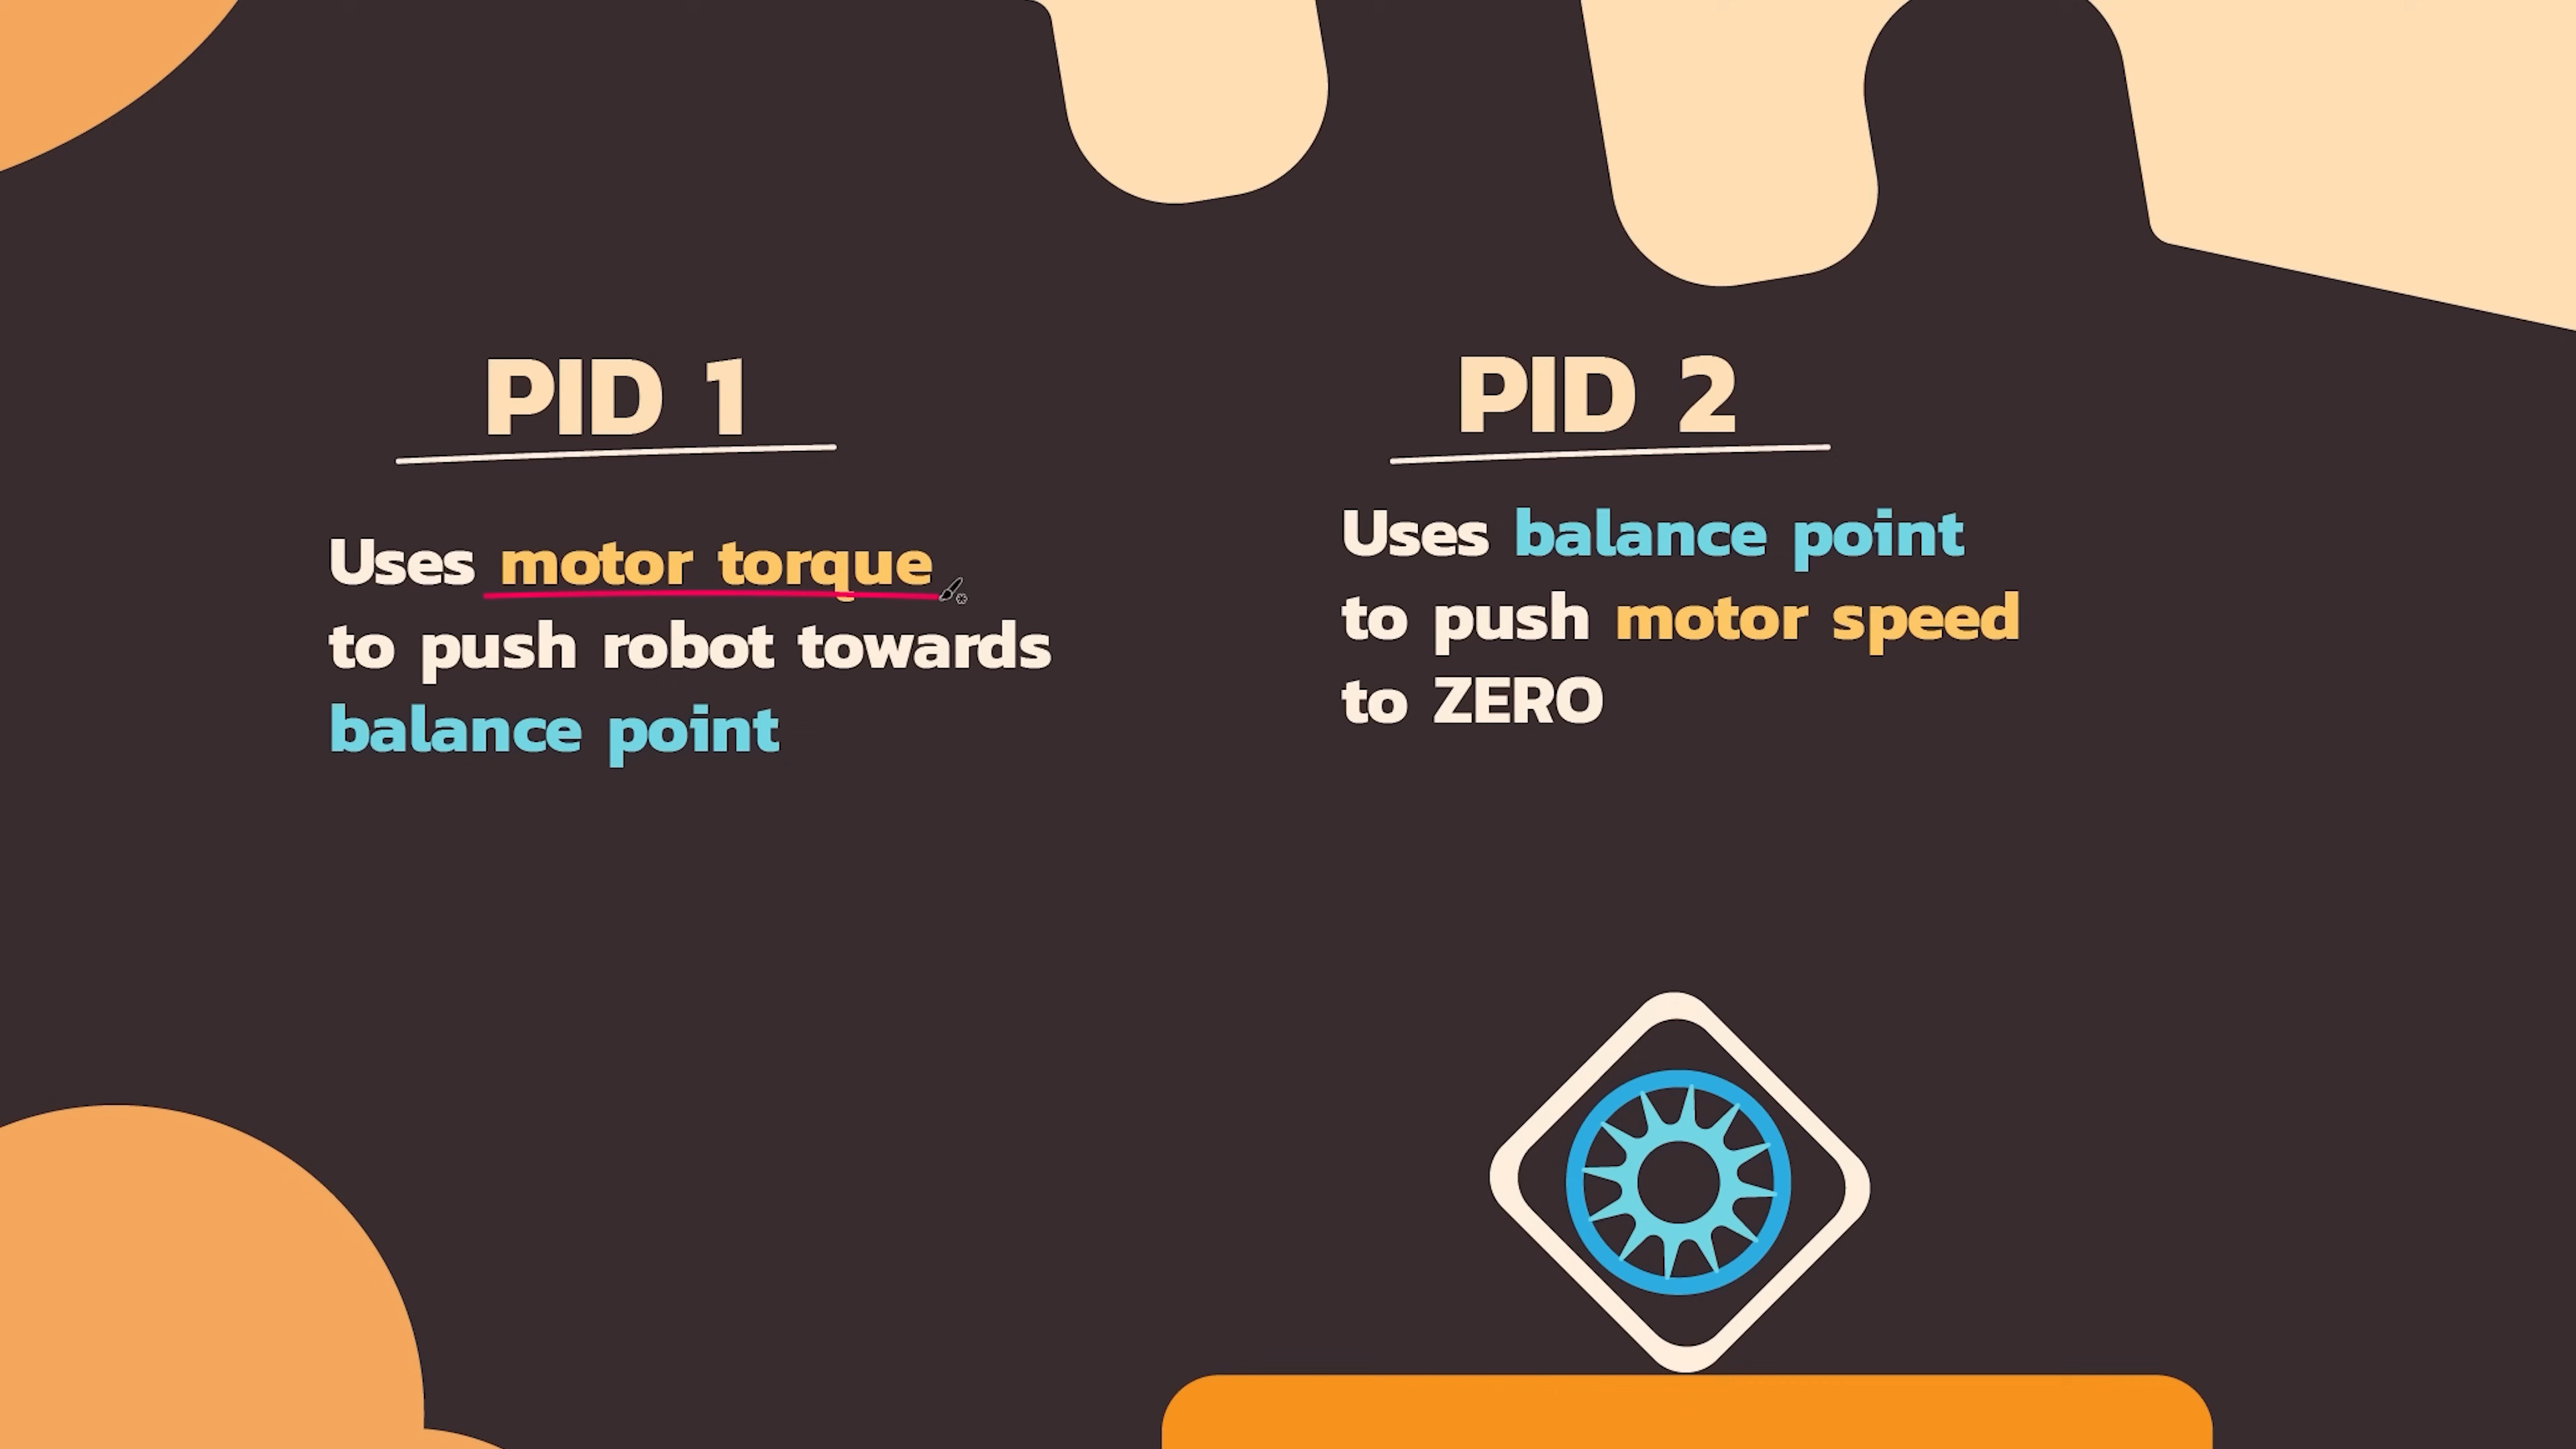 PID 1
Uses motor torque
to push robot towards
balance point
PID 2
Uses balance point
to push motor speed
to ZERO